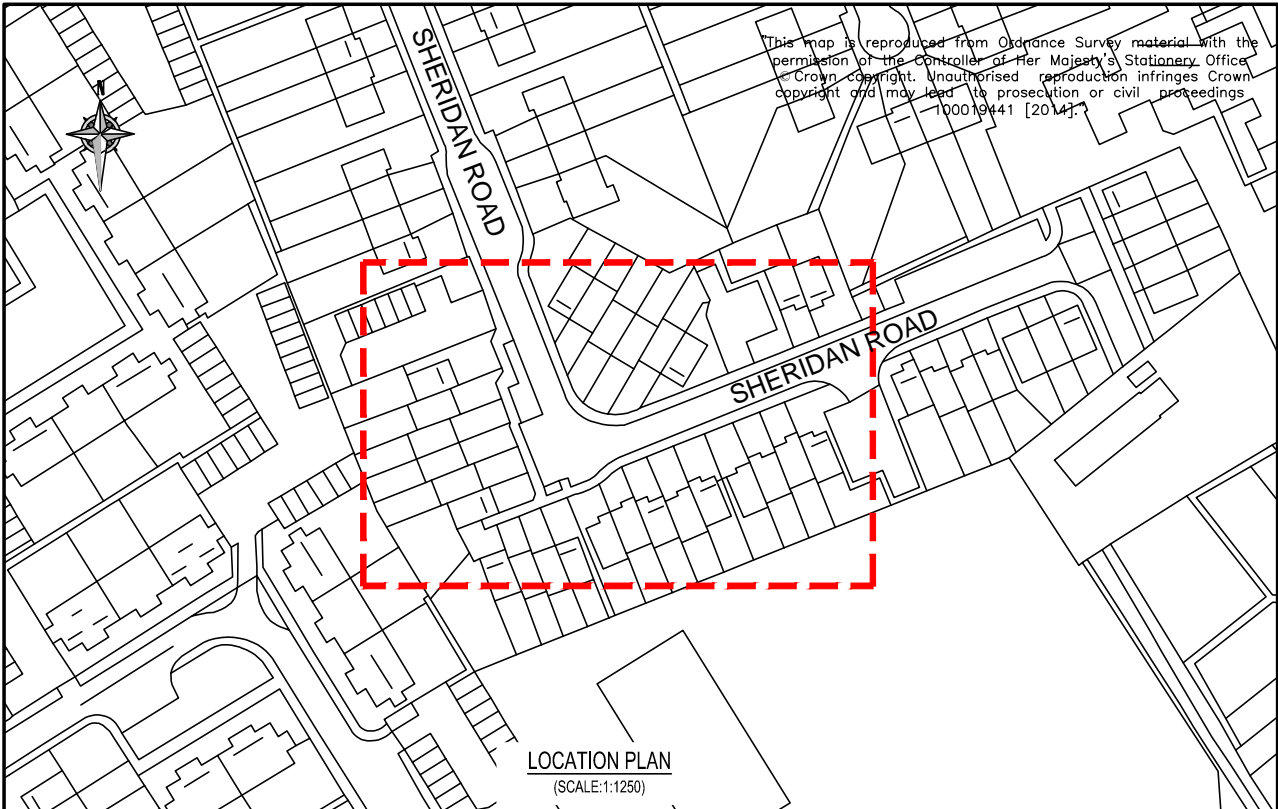 "This map is reproduced from Ordnance Survey material with the
permission of the Controller of Her Majesty's Stationery Office
© Crown copyright. Unauthorised reproduction infringes Crown
copyright and may lead to prosecution or civil proceedings
100019441 [2014]."
N
SHERIDAN ROAD
SHERIDAN ROAD
LOCATION PLAN
(SCALE:1:1250)